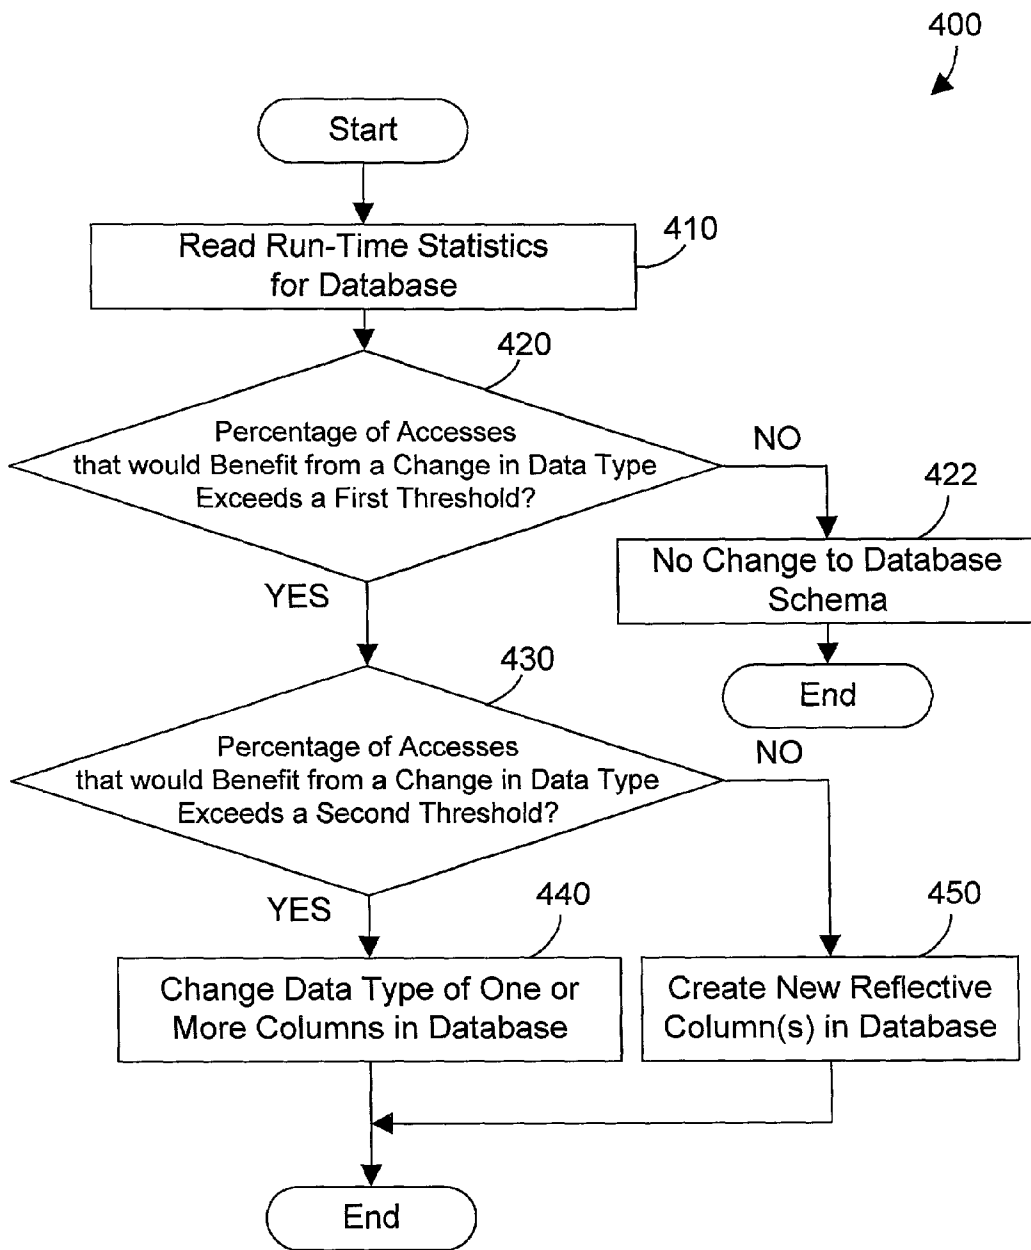 400
Start
Read Run-Time Statistics
for Database
410
420
Percentage of Accesses
that would Benefit from a Change in Data Type
Exceeds a First Threshold?
NO
422
No Change to Database
Schema
YES
End
430
Percentage of Accesses
that would Benefit from a Change in Data Type
Exceeds a Second Threshold?
NO
YES
440
Change Data Type of One or
More Columns in Database
450
Create New Reflective
Column(s) in Database
End